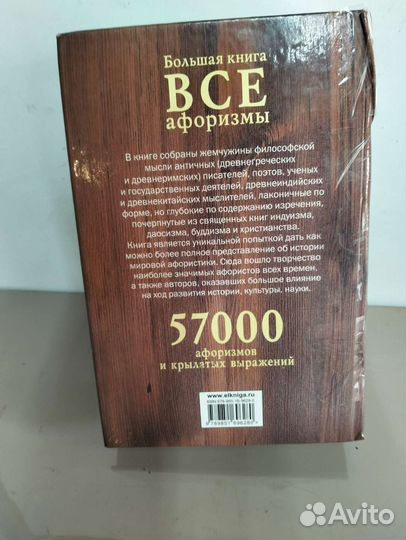 Большая книга
ВСЕ
афоризмы
В книге собраны жемчужины философской
мысли античных (древнегреческих
и древнеримских) писателей, поэтов, ученых
и государственных деятелей, древнеиндийских
и древнекитайских мыслителей, лаконичные по
форме, но глубокие по содержанию изречения,
почерпнутые из священных книг индуизма,
даосизма, буддизма и христианства.
Книга является уникальной попыткой дать как
можно более полное представление об истории
мировой афористики. Сюда вошло творчество
наиболее значимых афористов всех времен,
а также авторов, оказавших большое влияние
на ход развития истории, культуры, науки.
57000
афоризмов
и крылатых выражений
www.elkniga.ru
Avito